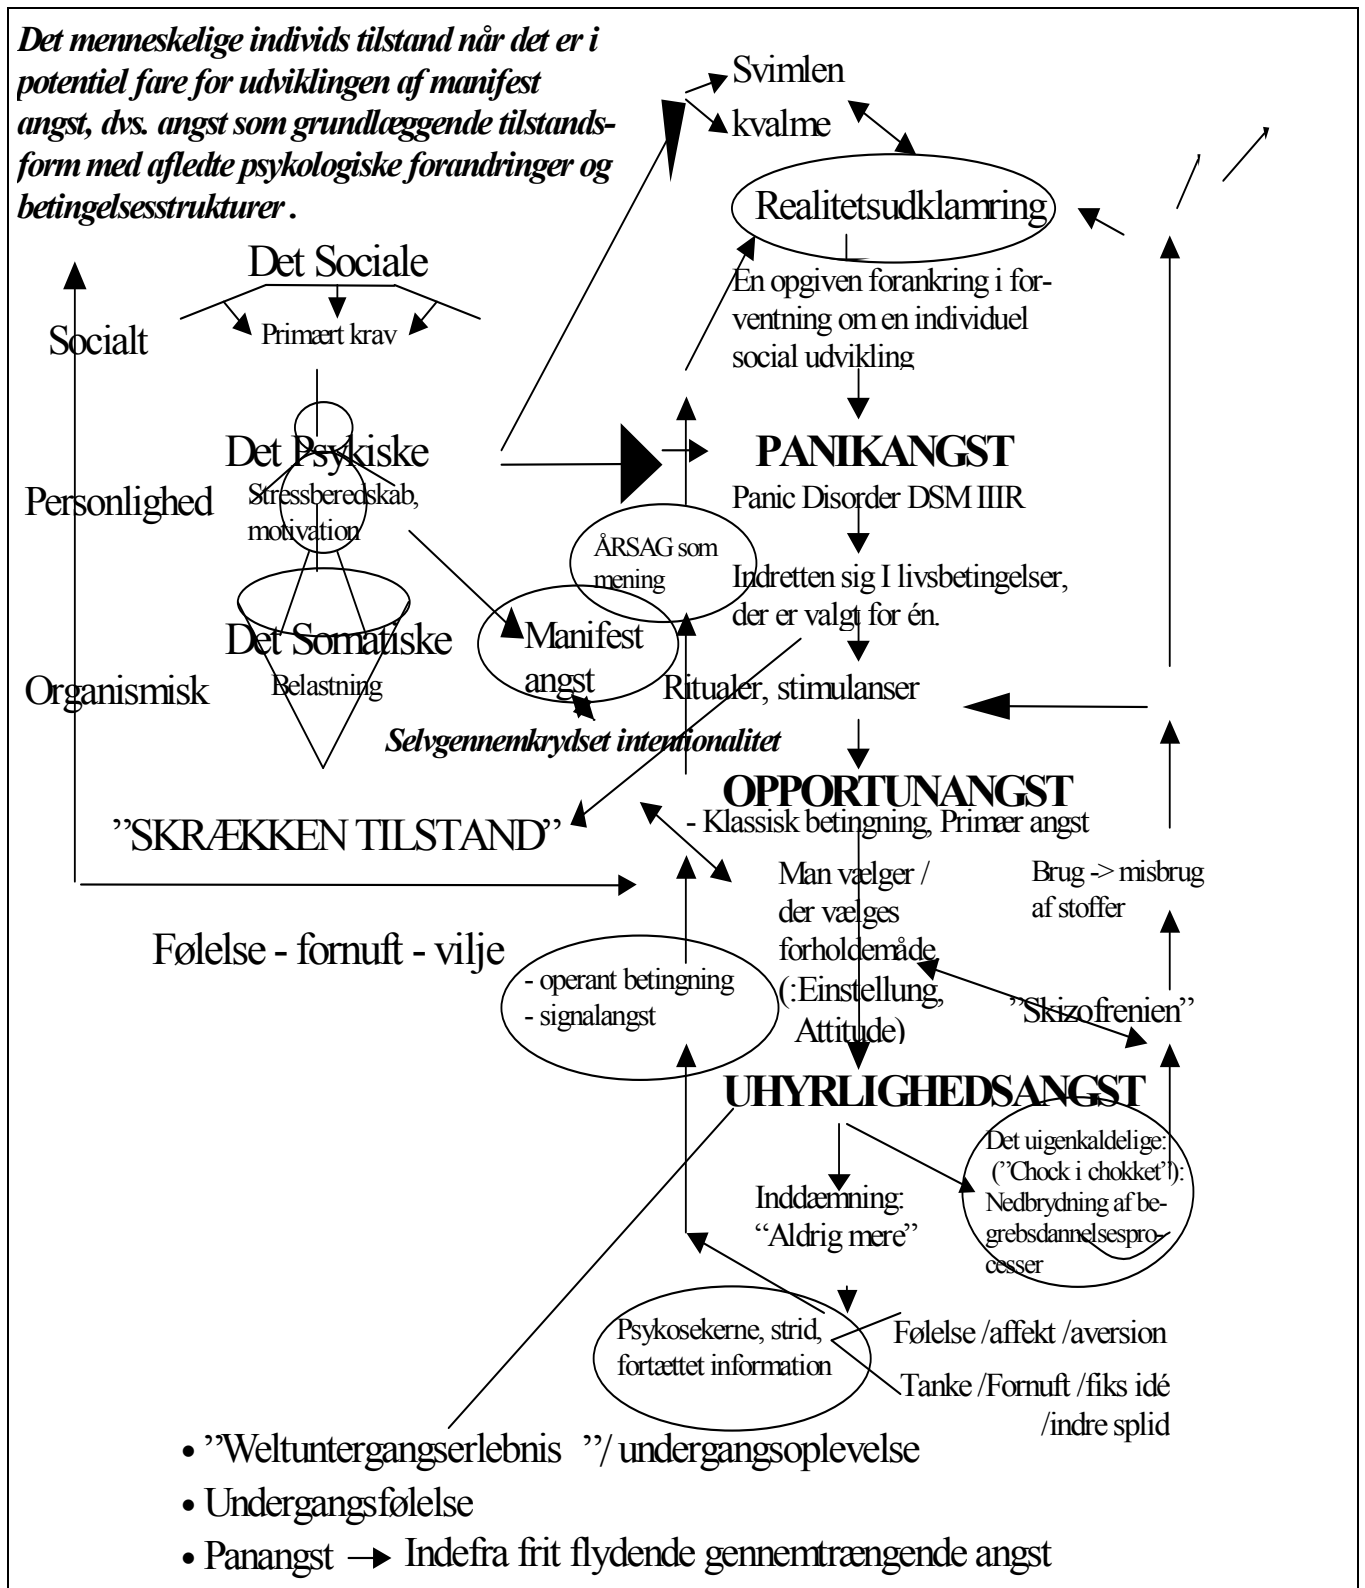 Det menneskelige individs tilstand når det er i
potentiel fare for udviklingen af manifest
angst, dvs. angst som grundlæggende tilstands-
form med afledte psykologiske forandringer og
betingelsesstrukturer .
Svimlen
kvalme
Realitetsudklamring
Det Sociale
Socialt
Primært krav
En opgiven forankring i for-
ventning om en individuel
social udvikling
Det Psykiske
PANIKANGST
Personlighed
Stressberedskab,
motivation
Panic Disorder DSM IIIR
ÅRSAG som
mening
Indretten sig I livsbetingelser,
der er valgt for én.
Det Somatiske
Manifest
angst
Organismisk
Belastning
Ritualer, stimulanser
Selvgennemkrydset intentionalitet
OPPORTUNANGST
- Klassisk betingning, Primær angst
”SKRÆKKEN TILSTAND”
Man vælger /
der vælges
forholdemåde
(:Einstellung,
Attitude)
Brug -> misbrug
af stoffer
Følelse - fornuft - vilje
- operant betingning
- signalangst
”Skizofrenien”
UHYRLIGHEDSANGST
Det uigenkaldelige:
(”Chock i chokket”):
Nedbrydning af be-
grebsdannelsespro-
cesser
Inddæmning:
“Aldrig mere”
Psykosekerne, strid,
fortættet information
Følelse /affekt /aversion
Tanke /Fornuft /fiks idé
/indre splid
• ”Weltuntergangserlebnis ”/ undergangsoplevelse
• Undergangsfølelse
• Panangst → Indefra frit flydende gennemtrængende angst